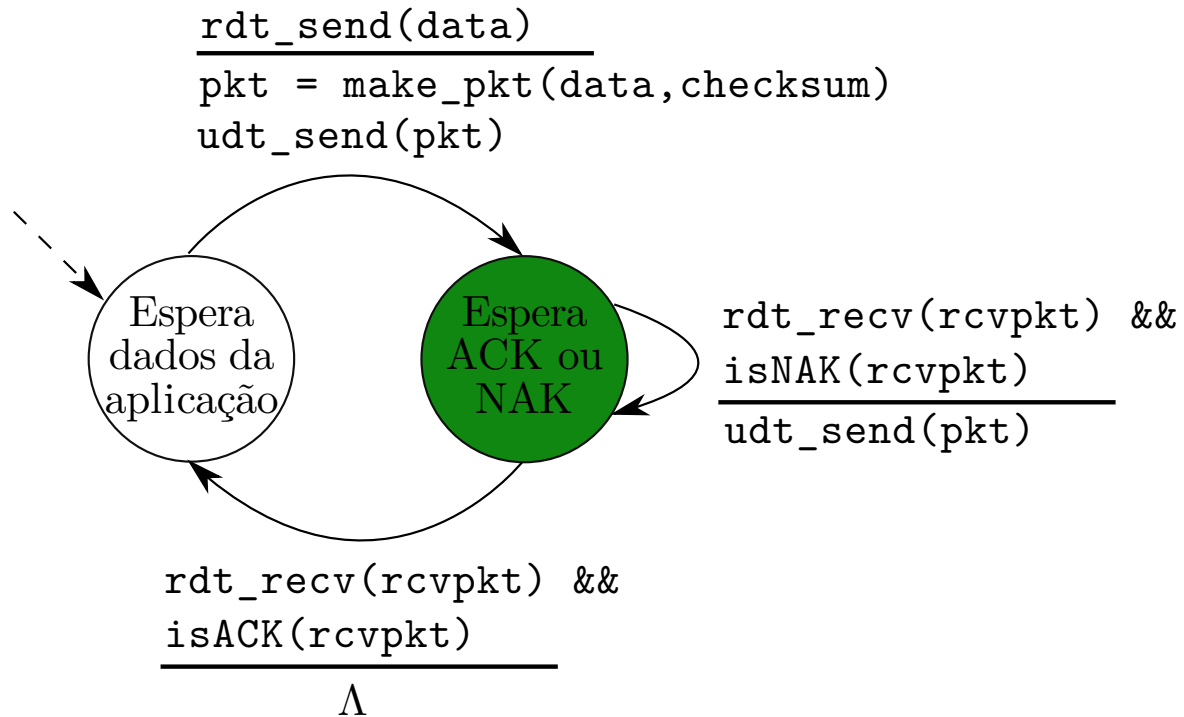 rdt_send(data)
pkt = make_pkt(data,checksum)
udt_send(pkt)
Espera
dados da
aplicação
Espera
ACK ou
NAK
rdt_recv(rcvpkt) &&
isNAK(rcvpkt)
udt_send(pkt)
rdt_recv(rcvpkt) &&
isACK(rcvpkt)
Λ